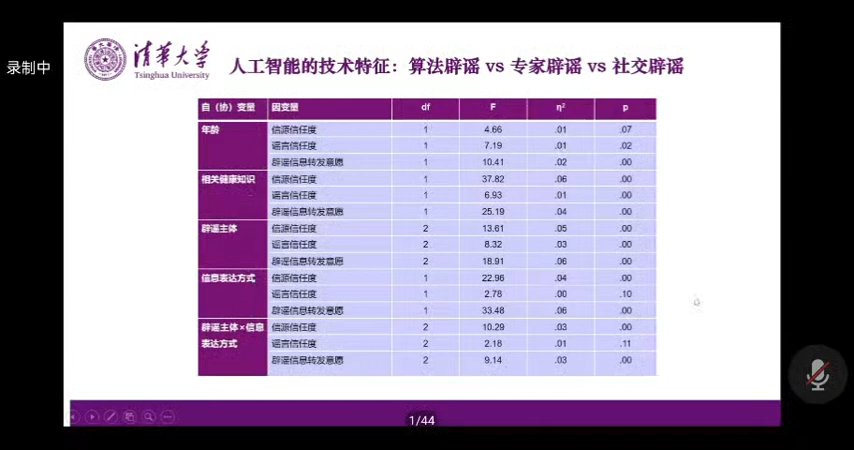 录制中
清华大学
Tsinghua University
人工智能的技术特征：算法辟谣 vs 专家辟谣 vs 社交辟谣
自（协）变量 因变量 df F η² p
年龄 信源信任度 1 4.66 .01 .07
谣言信任度 1 7.19 .01 .02
辟谣信息转发意愿 1 10.41 .02 .00
相关健康知识 信源信任度 1 37.82 .06 .00
谣言信任度 1 6.93 .01 .00
辟谣信息转发意愿 1 25.19 .04 .00
辟谣主体 信源信任度 2 13.61 .05 .00
谣言信任度 2 8.32 .03 .00
辟谣信息转发意愿 2 18.91 .06 .00
信息表达方式 信源信任度 1 22.96 .04 .00
谣言信任度 1 2.78 .00 .10
辟谣信息转发意愿 1 33.48 .06 .00
辟谣主体×信息 信源信任度 2 10.29 .03 .00
表达方式 谣言信任度 2 2.18 .01 .11
辟谣信息转发意愿 2 9.14 .03 .00
1/44